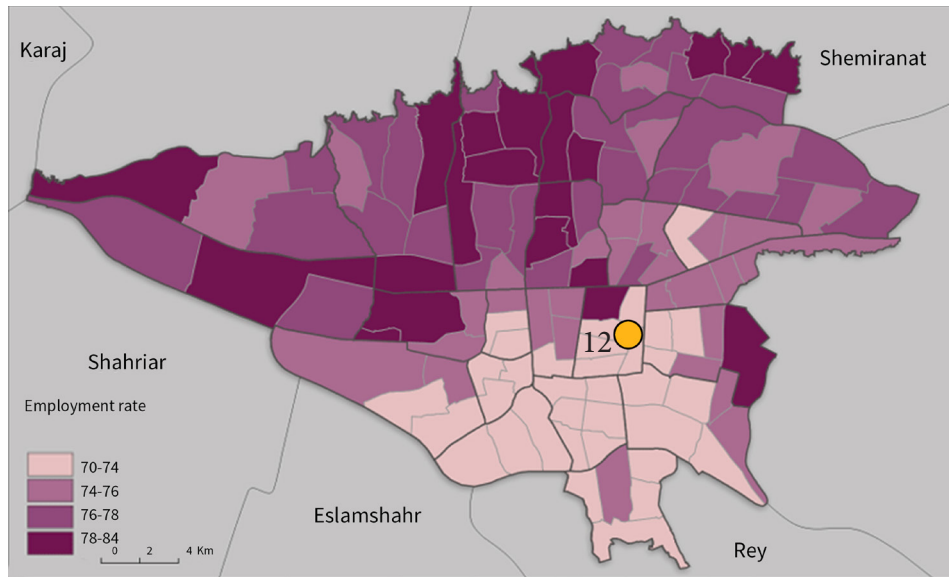 Karaj
Shemiranat
12
Shahriar
Employment rate
70-74
74-76
76-78
78-84
0 2 4 Km
Eslamshahr
Rey